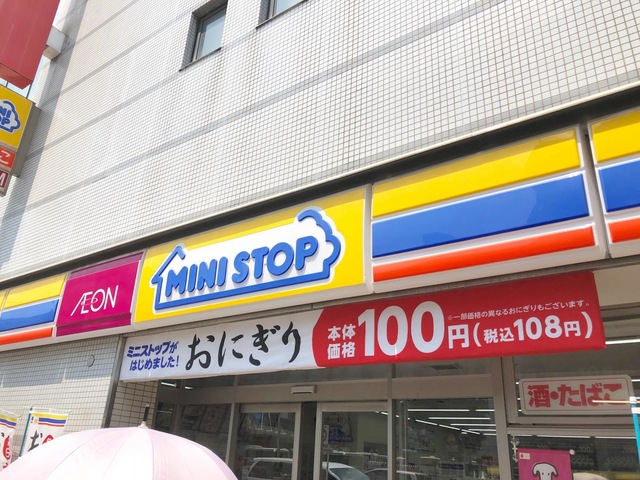 MINI STOP
ÆON
ミニストップが
はじめました!
おにぎり
本体
価格
100円(税込108円)
※一部価格の異なるおにぎりもございます。
酒・たばこ